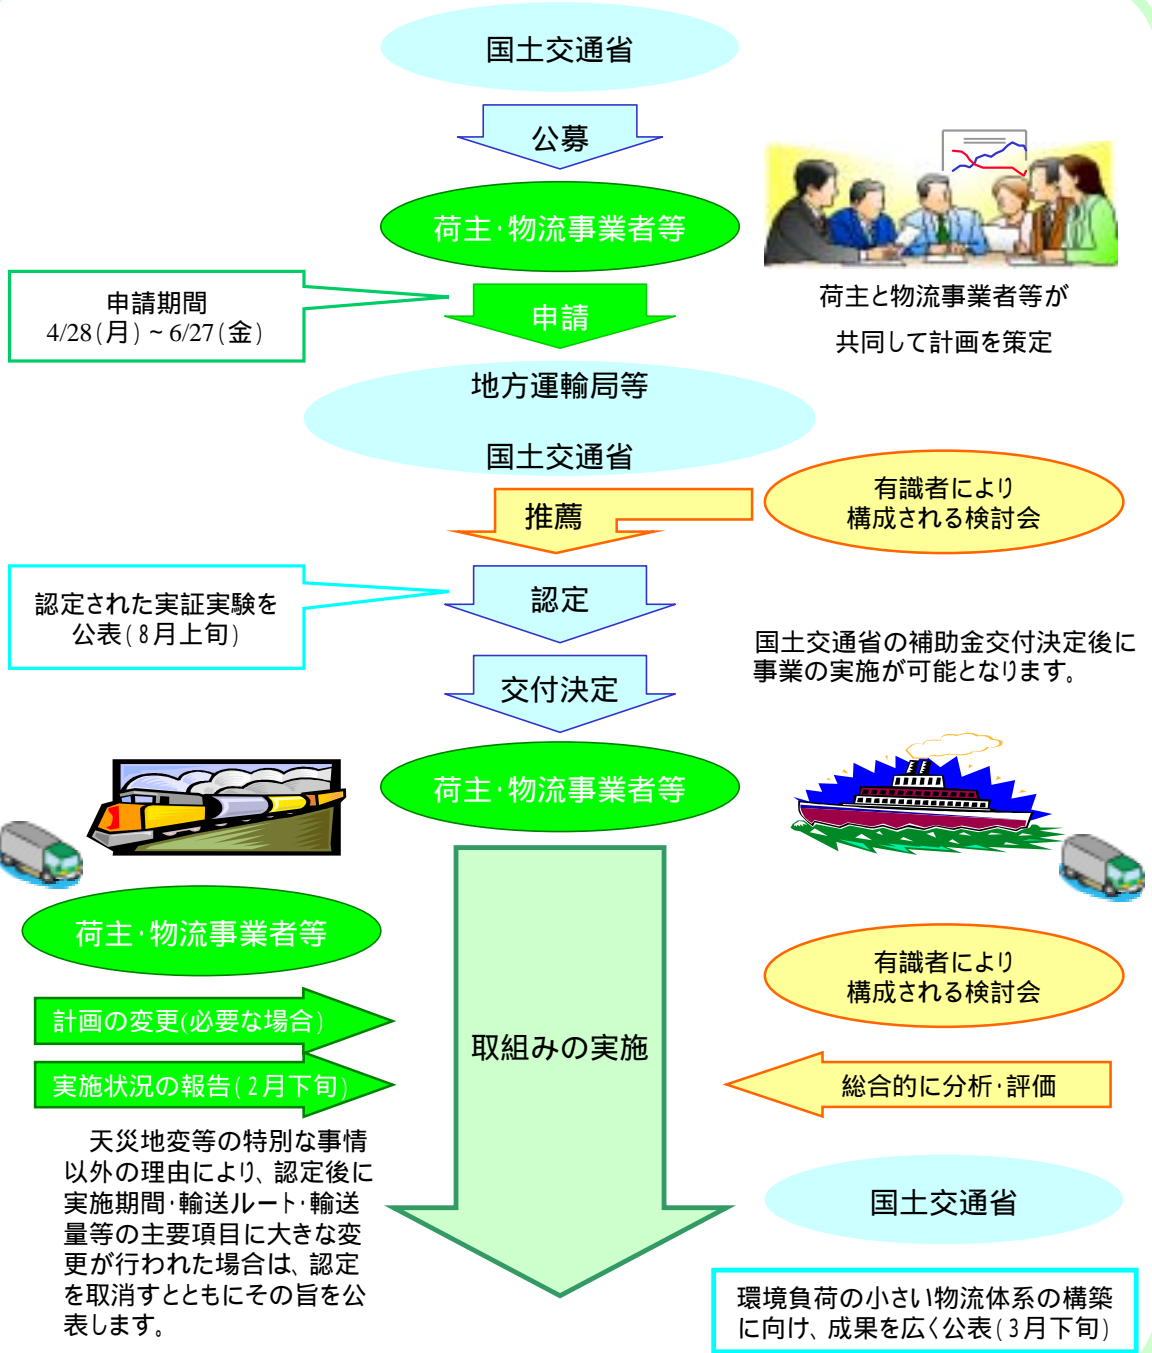 国土交通省
公募
荷主・物流事業者等
荷主と物流事業者等が
共同して計画を策定
申請期間
4/28(月)~6/27(金)
申請
地方運輸局等
国土交通省
有識者により
構成される検討会
推薦
認定された実証実験を
公表(8月上旬)
認定
国土交通省の補助金交付決定後に
事業の実施が可能となります。
交付決定
荷主・物流事業者等
荷主・物流事業者等
計画の変更(必要な場合)
実施状況の報告(2月下旬)
天災地変等の特別な事情
以外の理由により、認定後に
実施期間・輸送ルート・輸送
量等の主要項目に大きな変
更が行われた場合は、認定
を取消すとともにその旨を公
表します。
取組みの実施
有識者により
構成される検討会
総合的に分析・評価
国土交通省
環境負荷の小さい物流体系の構築
に向け、成果を広く公表(3月下旬)